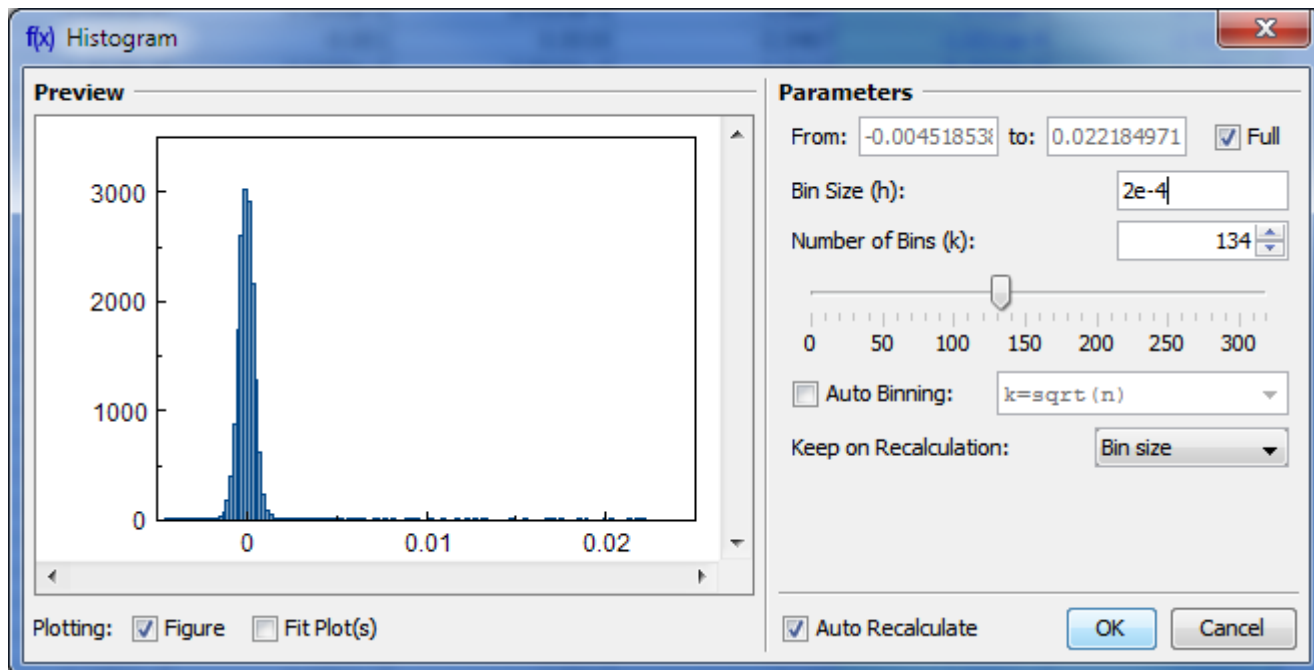 f(x) Histogram
Preview
3000
2000
1000
0
0 0.01 0.02
Plotting: Figure Fit Plot(s)
Parameters
From: -0.004518538 to: 0.022184971 Full
Bin Size (h): 2e-4
Number of Bins (k): 134
0 50 100 150 200 250 300
Auto Binning: k=sqrt(n)
Keep on Recalculation: Bin size
Auto Recalculate OK Cancel